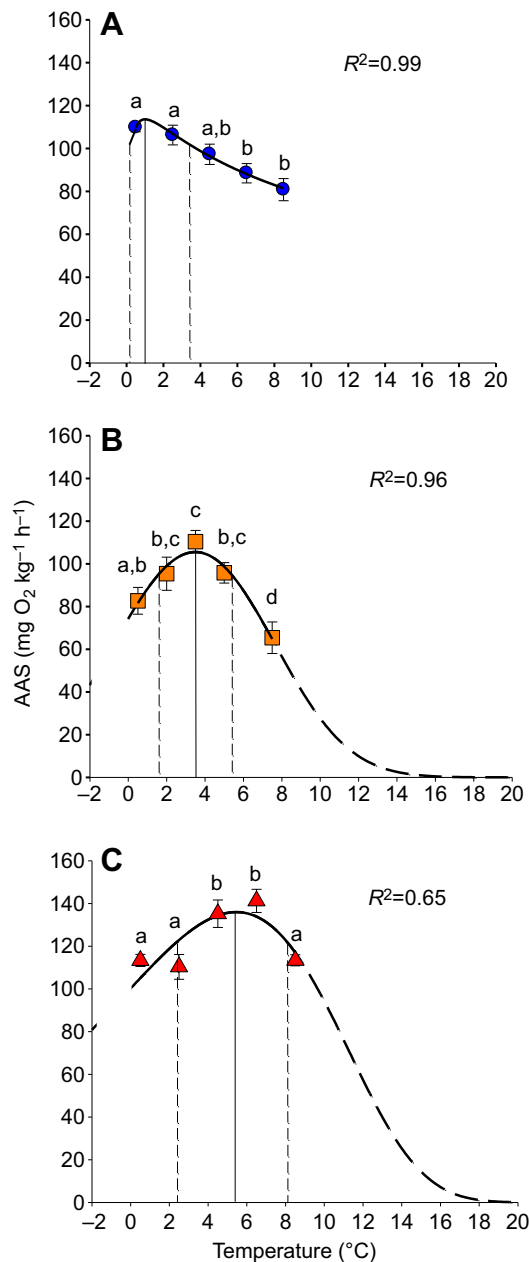 A
160
140
120
100
80
60
40
20
0
a
a
a,b
b
b
R²=0.99
–2 0 2 4 6 8 10 12 14 16 18 20
B
AAS (mg O₂ kg⁻¹ h⁻¹)
160
140
120
100
80
60
40
20
0
a,b
b,c
c
b,c
d
R²=0.96
–2 0 2 4 6 8 10 12 14 16 18 20
C
160
140
120
100
80
60
40
20
0
a
a
b
b
a
R²=0.65
–2 0 2 4 6 8 10 12 14 16 18 20
Temperature (°C)